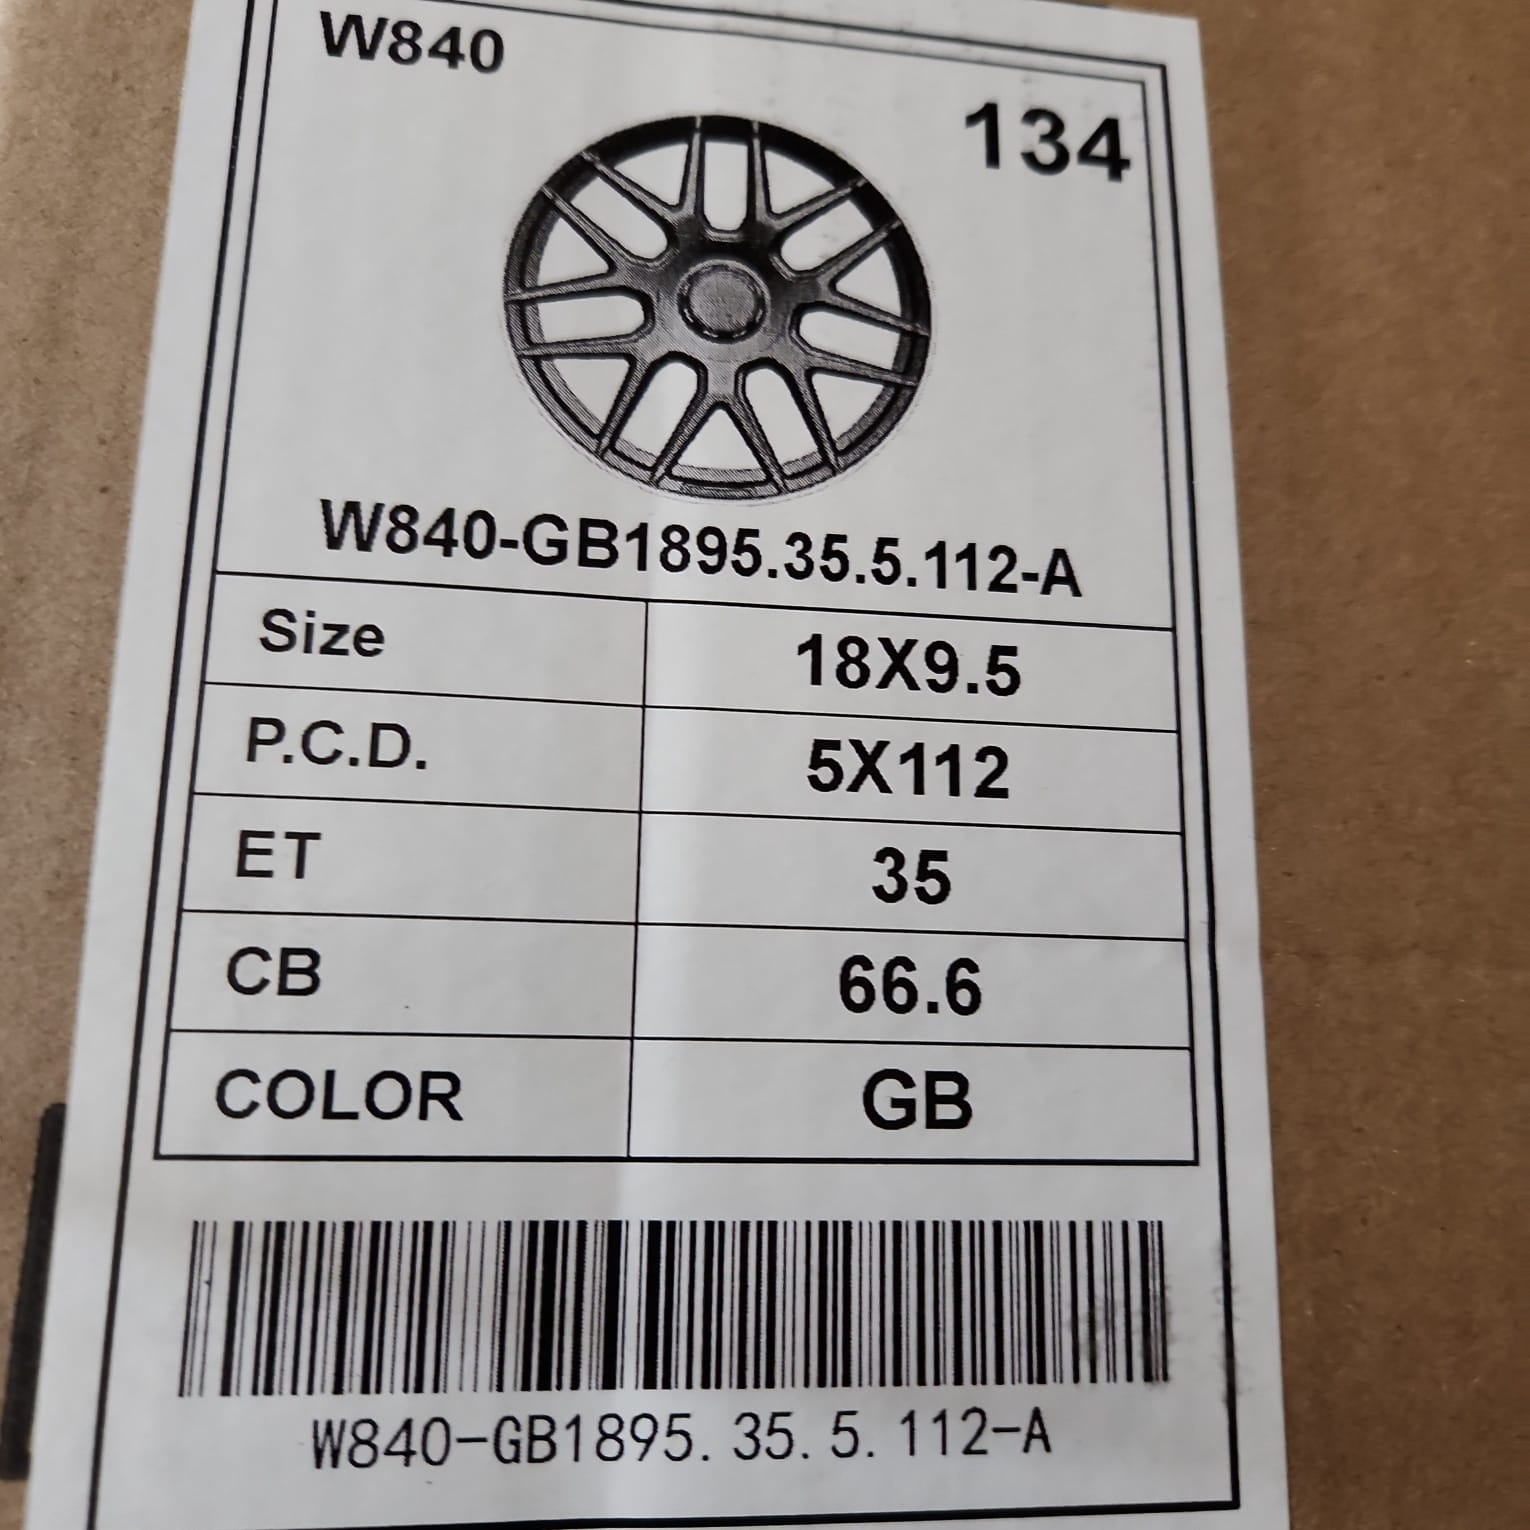 W840
134
W840-GB1895.35.5.112-A
Size 18X9.5
P.C.D. 5X112
ET 35
CB 66.6
COLOR GB
W840-GB1895.35.5.112-A